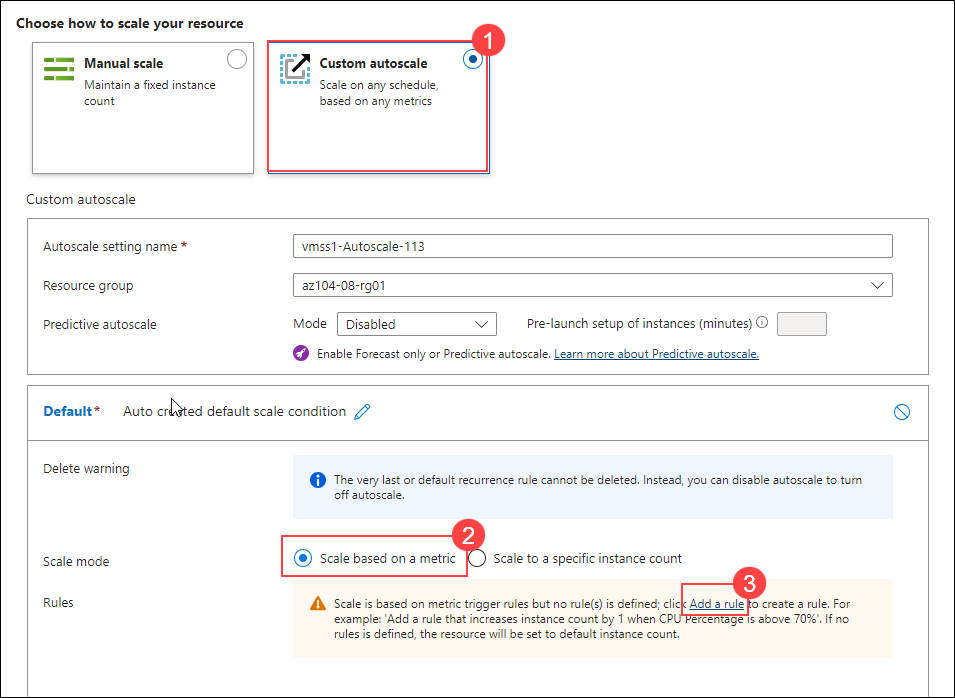 Choose how to scale your resource
1
Manual scale
Maintain a fixed instance
count
Custom autoscale
Scale on any schedule,
based on any metrics
Custom autoscale
Autoscale setting name *
vmss1-Autoscale-113
Resource group
az104-08-rg01
Predictive autoscale
Mode
Disabled
Pre-launch setup of instances (minutes)
Enable Forecast only or Predictive autoscale. Learn more about Predictive autoscale.
Default* Auto created default scale condition
Delete warning
The very last or default recurrence rule cannot be deleted. Instead, you can disable autoscale to turn
off autoscale.
2
Scale mode
Scale based on a metric
Scale to a specific instance count
3
Rules
Scale is based on metric trigger rules but no rule(s) is defined; click Add a rule to create a rule. For
example: 'Add a rule that increases instance count by 1 when CPU Percentage is above 70%'. If no
rules is defined, the resource will be set to default instance count.